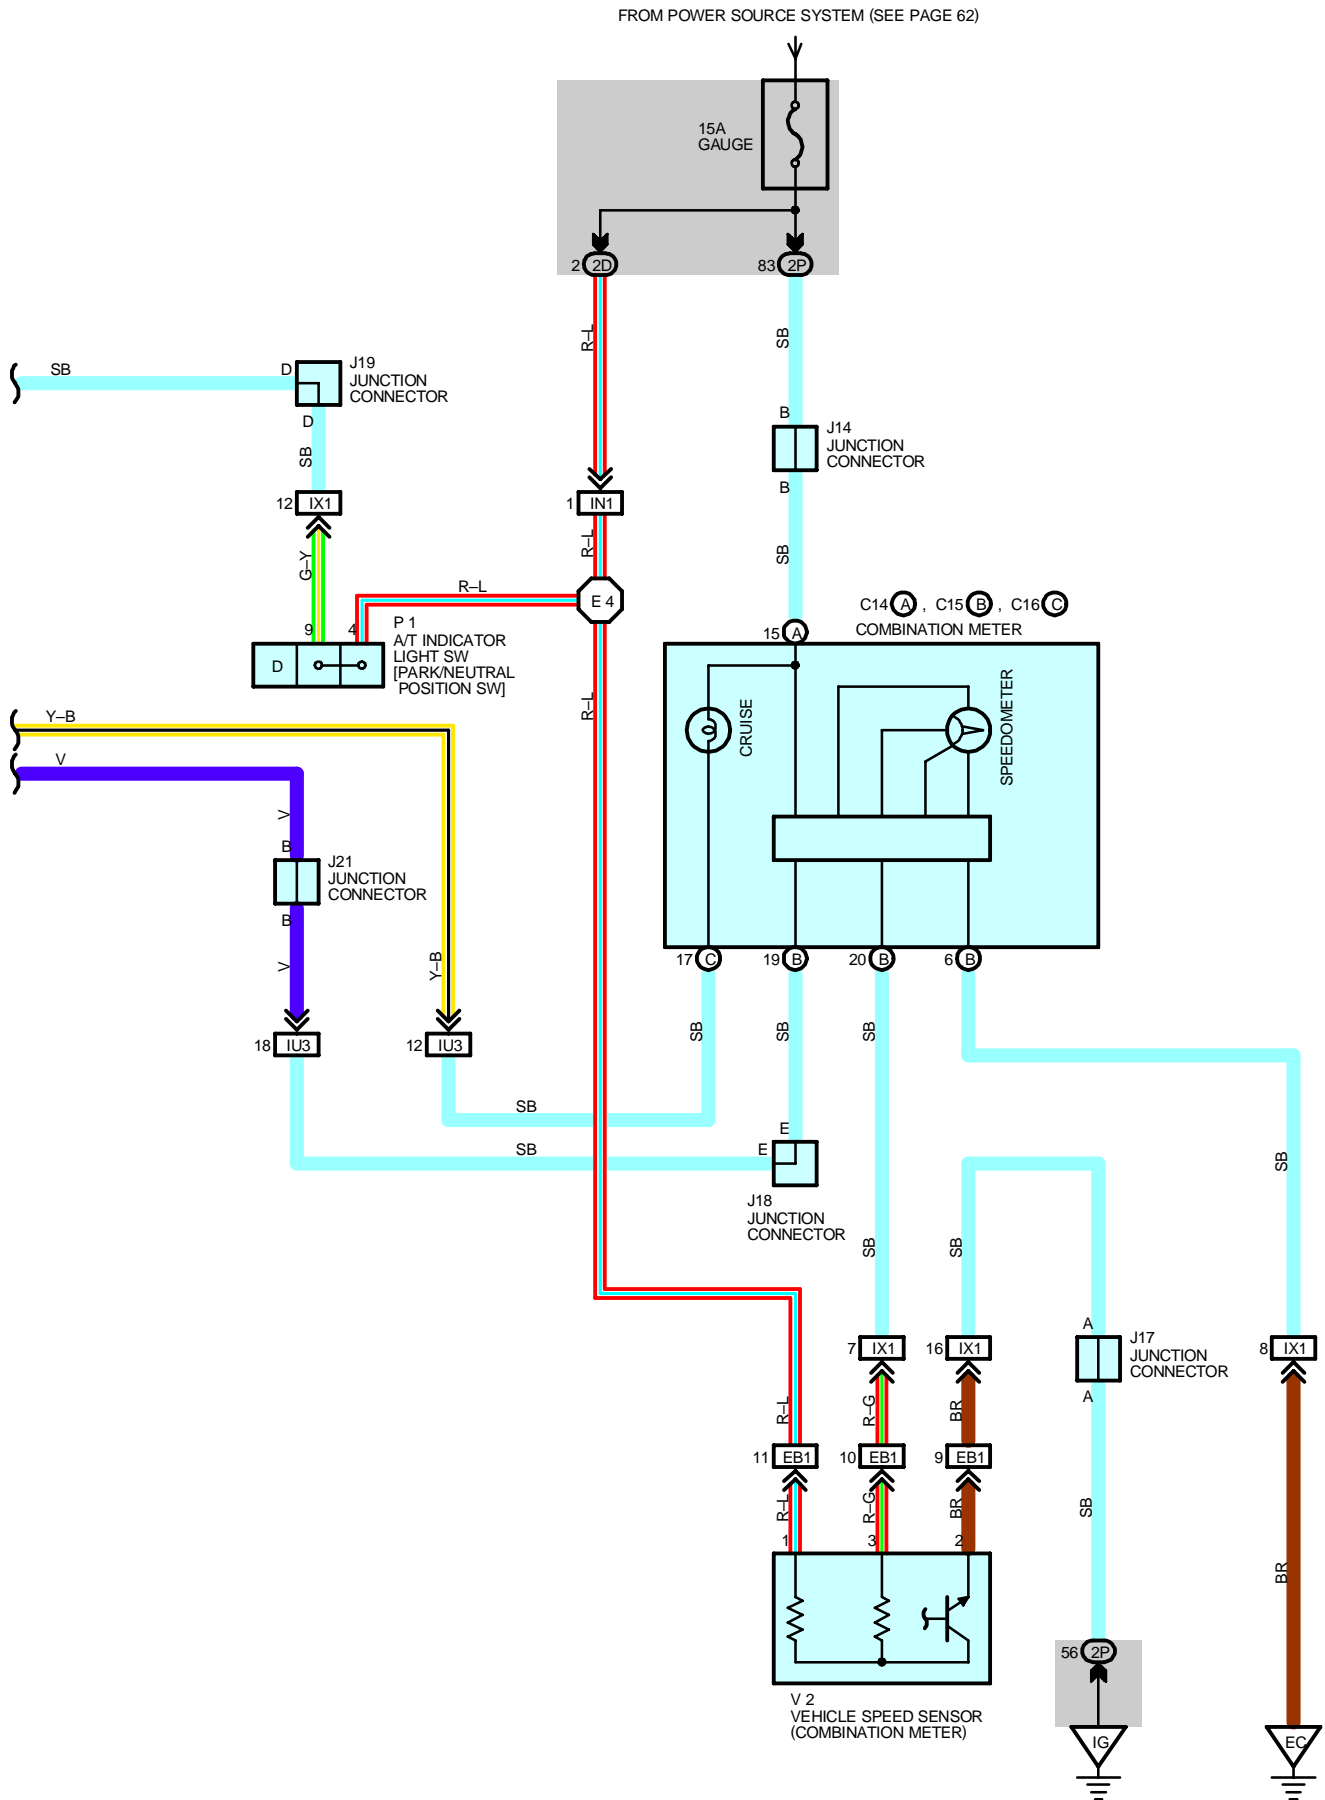 FROM POWER SOURCE SYSTEM (SEE PAGE 62)
15A
GAUGE
2 2D
83 2P
R–L
SB
SB
D
J19
JUNCTION
CONNECTOR
D
SB
B
J14
JUNCTION
CONNECTOR
B
12 IX1
1 IN1
R–L
SB
G–Y
R–L
E 4
C14 A , C15 B , C16 C
COMBINATION METER
15 A
9
4
P 1
A/T INDICATOR
LIGHT SW
[PARK/NEUTRAL
POSITION SW]
D
R–L
Y–B
CRUISE
SPEEDOMETER
V
V
B
J21
JUNCTION
CONNECTOR
B
V
Y–B
17 C
19 B
20 B
6 B
18 IU3
12 IU3
SB
SB
SB
SB
SB
E
E
J18
JUNCTION
CONNECTOR
SB
SB
SB
A
J17
JUNCTION
CONNECTOR
A
7 IX1
16 IX1
8 IX1
R–L
R–G
BR
11 EB1
10 EB1
9 EB1
R–L
R–G
BR
SB
BR
1
3
2
56 2P
V 2
VEHICLE SPEED SENSOR
(COMBINATION METER)
IG
EC